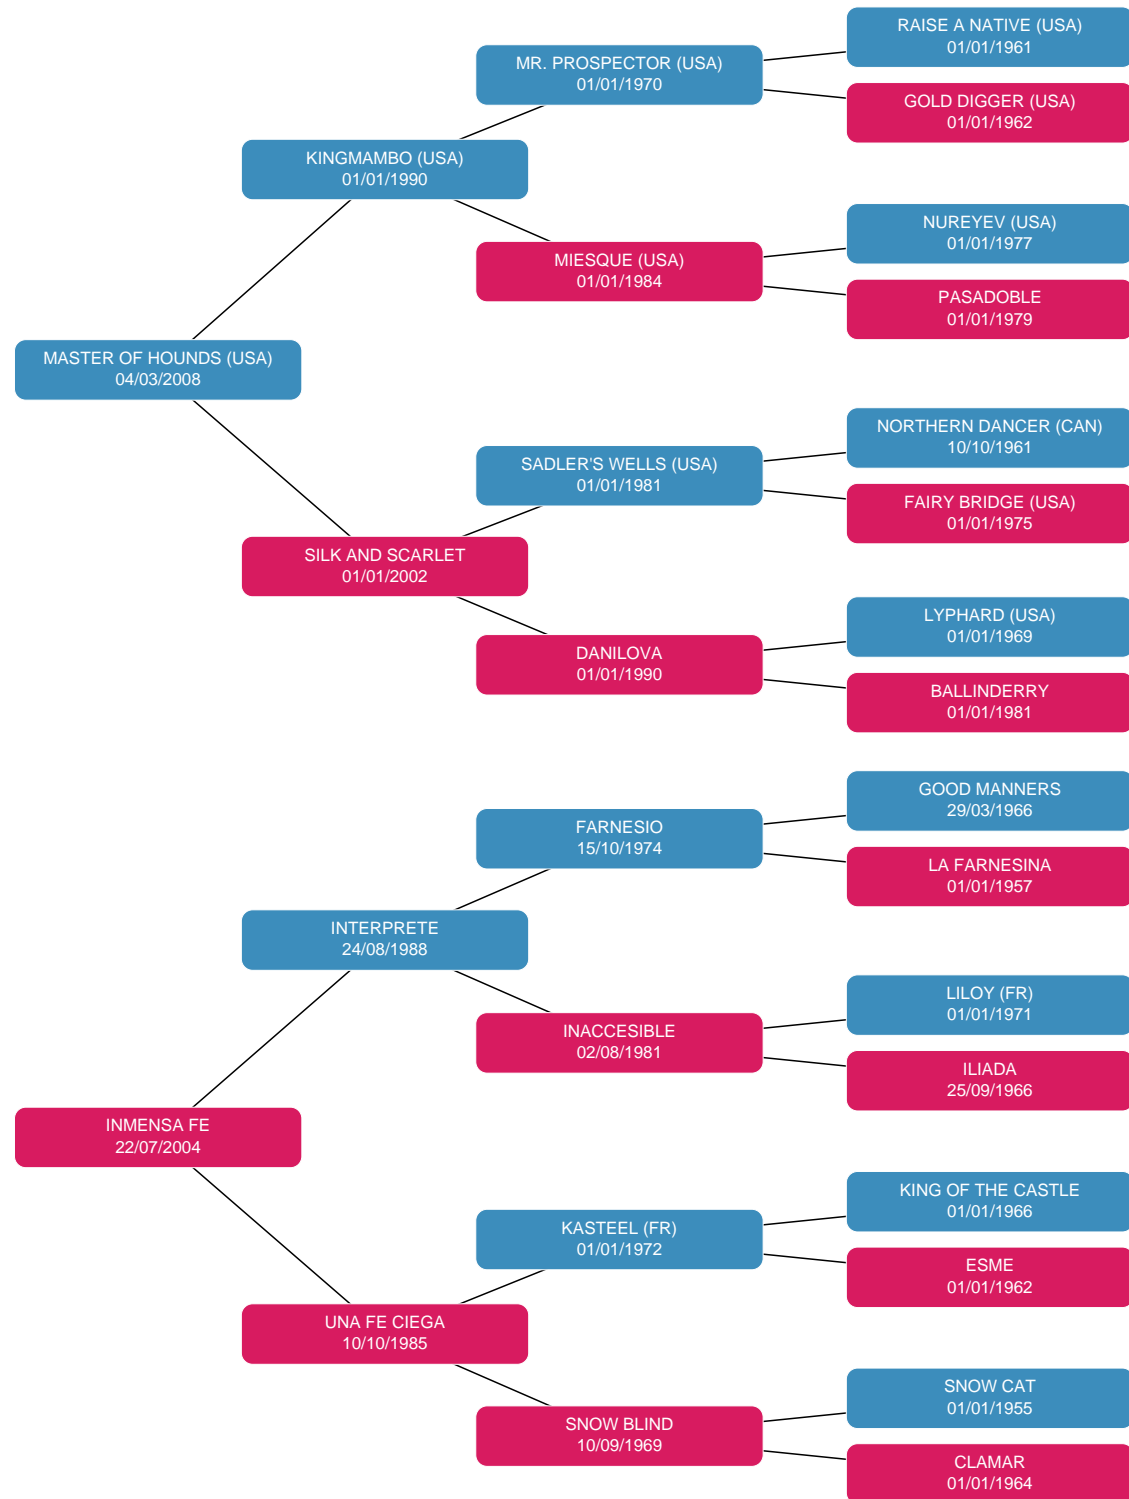 RAISE A NATIVE (USA)
01/01/1961
MR. PROSPECTOR (USA)
01/01/1970
GOLD DIGGER (USA)
01/01/1962
KINGMAMBO (USA)
01/01/1990
NUREYEV (USA)
01/01/1977
MIESQUE (USA)
01/01/1984
PASADOBLE
01/01/1979
MASTER OF HOUNDS (USA)
04/03/2008
NORTHERN DANCER (CAN)
10/10/1961
SADLER'S WELLS (USA)
01/01/1981
FAIRY BRIDGE (USA)
01/01/1975
SILK AND SCARLET
01/01/2002
LYPHARD (USA)
01/01/1969
DANILOVA
01/01/1990
BALLINDERRY
01/01/1981
GOOD MANNERS
29/03/1966
FARNESIO
15/10/1974
LA FARNESINA
01/01/1957
INTERPRETE
24/08/1988
LILOY (FR)
01/01/1971
INACCESIBLE
02/08/1981
ILIADA
25/09/1966
INMENSA FE
22/07/2004
KING OF THE CASTLE
01/01/1966
KASTEEL (FR)
01/01/1972
ESME
01/01/1962
UNA FE CIEGA
10/10/1985
SNOW CAT
01/01/1955
SNOW BLIND
10/09/1969
CLAMAR
01/01/1964